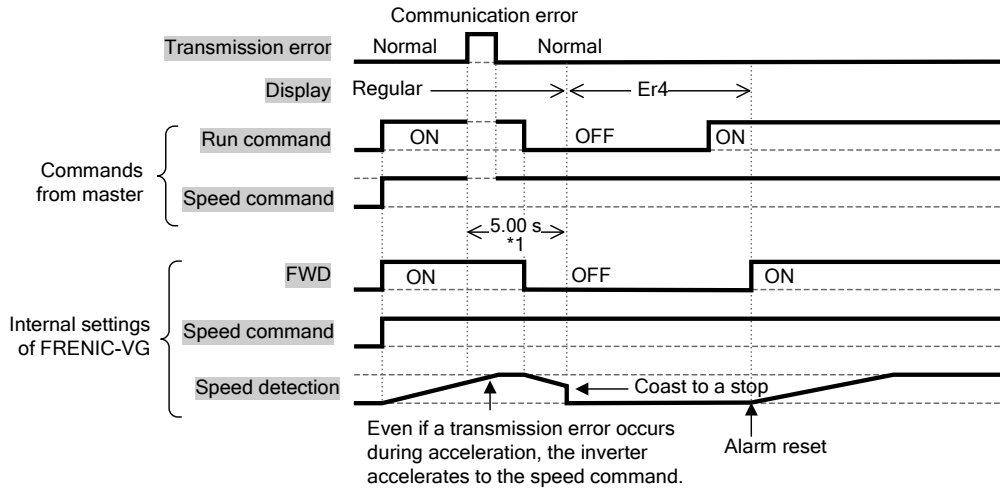 Communication error
Transmission error Normal Normal
Display Regular Er4
Run command ON OFF ON
Commands
from master
Speed command
5.00 s
*1
FWD ON OFF ON
Internal settings
of FRENIC-VG
Speed command
Speed detection Coast to a stop
Even if a transmission error occurs
during acceleration, the inverter
accelerates to the speed command.
Alarm reset